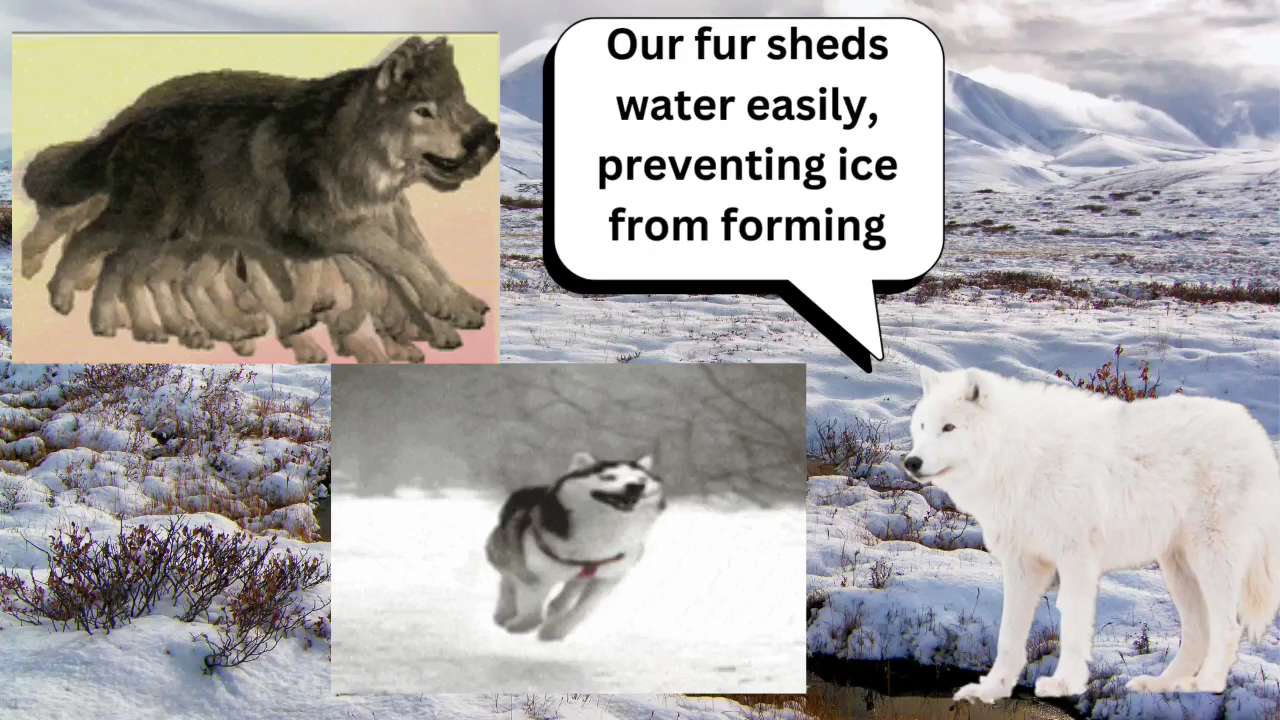 Our fur sheds
water easily,
preventing ice
from forming